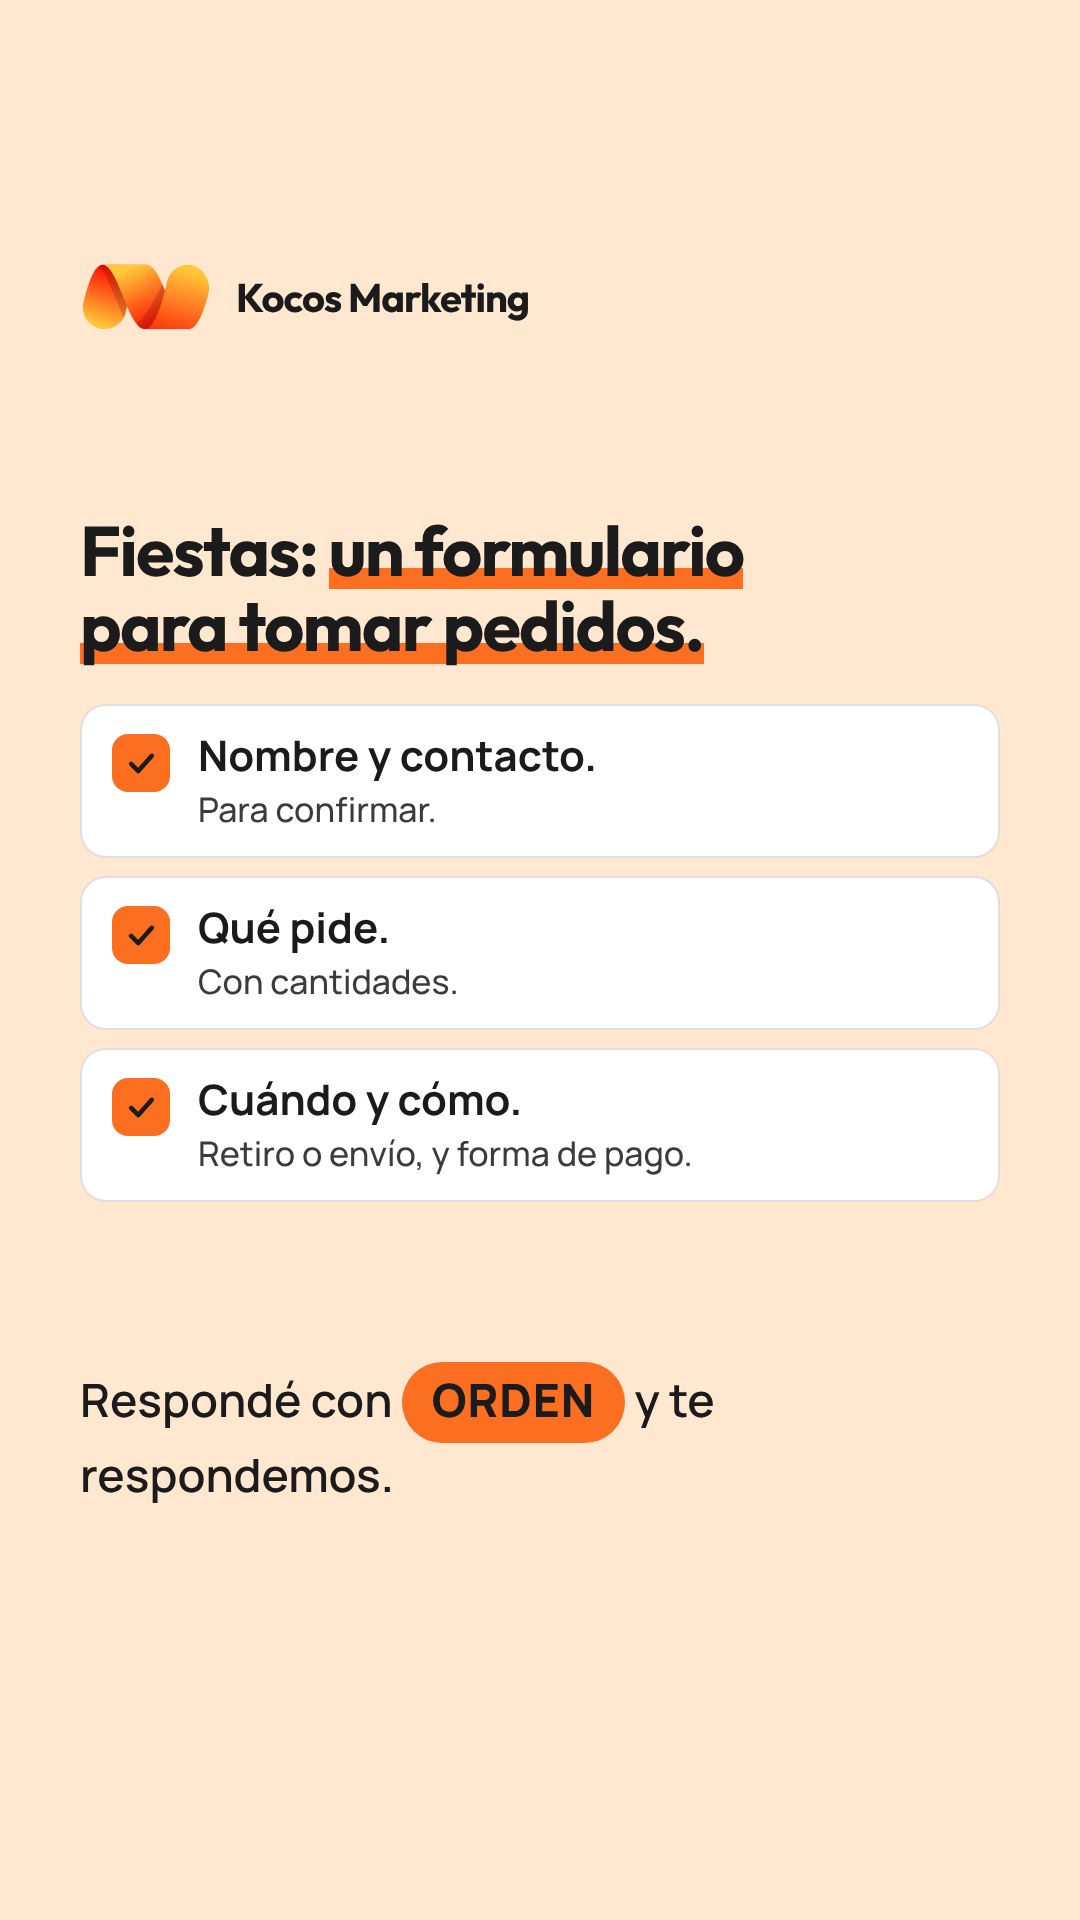 Kocos Marketing
Fiestas: un formulario
para tomar pedidos.
Nombre y contacto.
Para confirmar.
Qué pide.
Con cantidades.
Cuándo y cómo.
Retiro o envío, y forma de pago.
Respondé con ORDEN y te
respondemos.